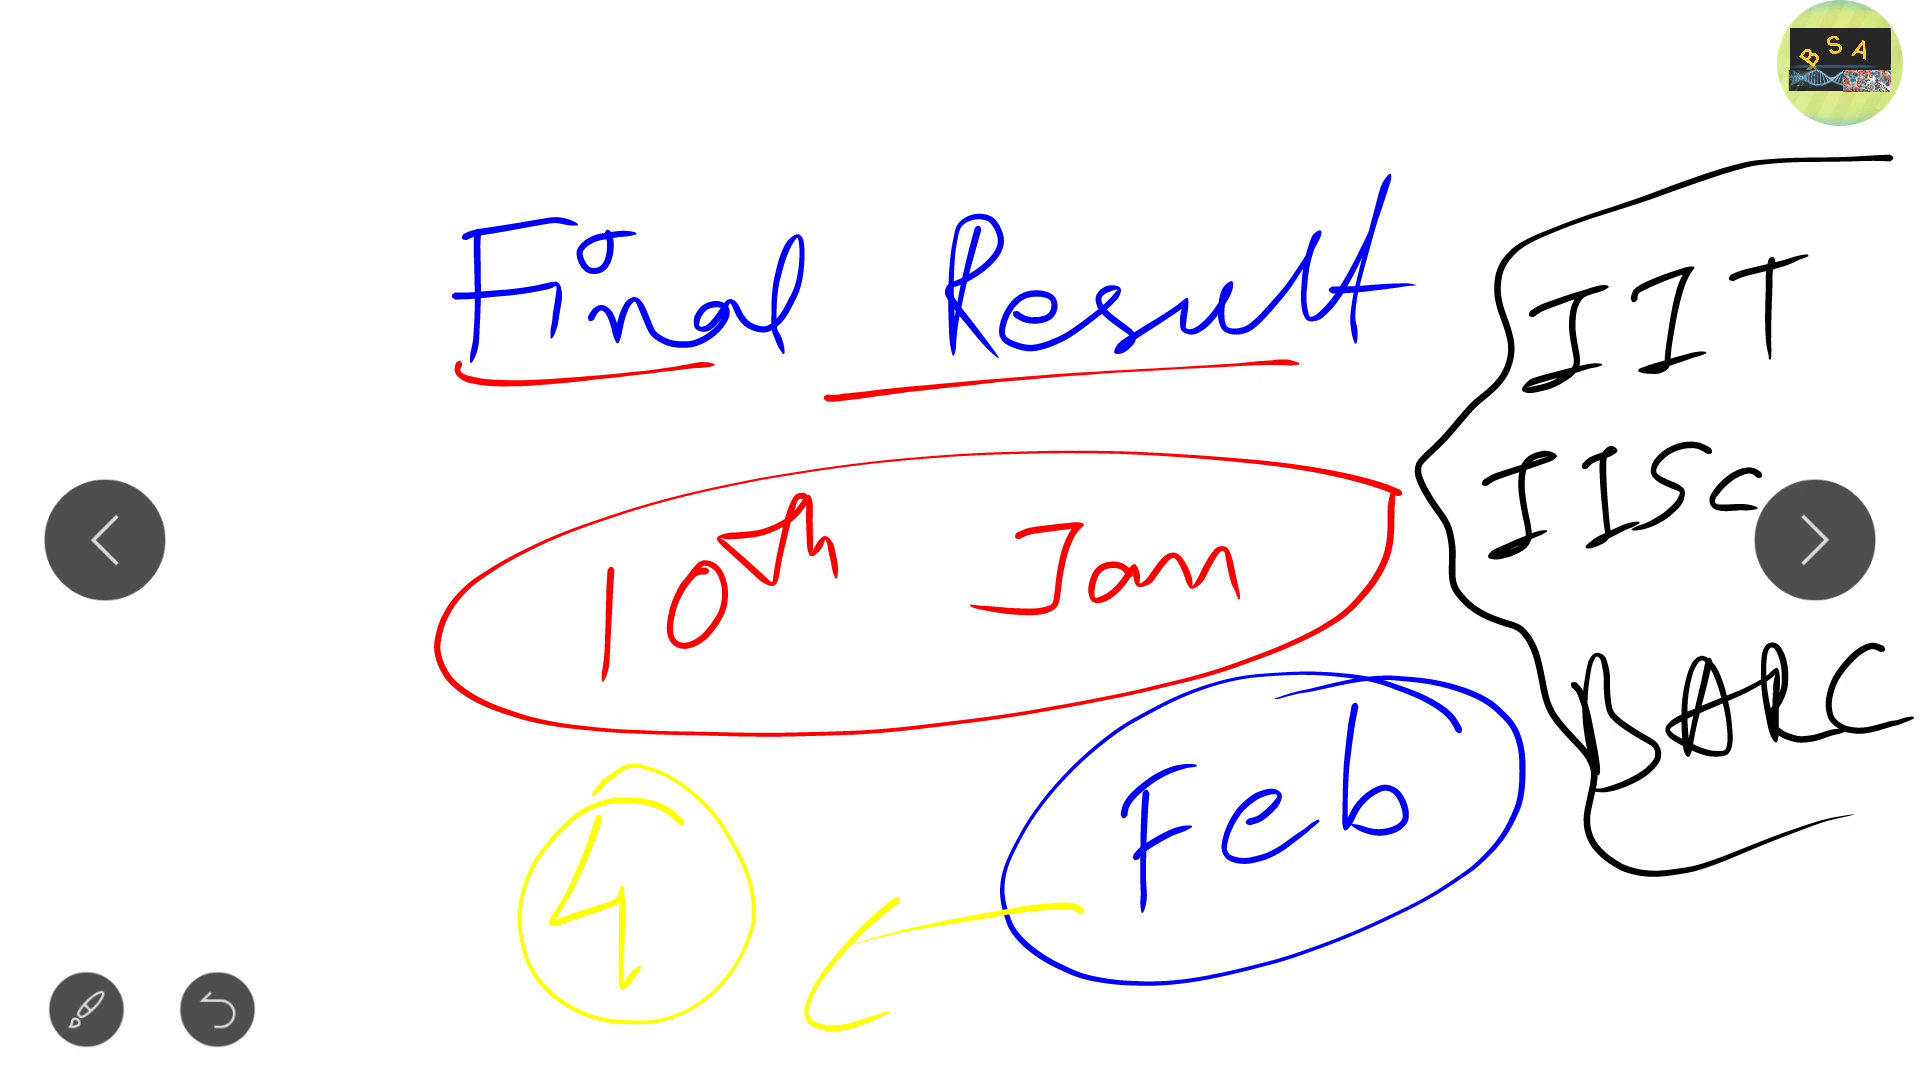 BSA
Final Result
IIT
IISc
10th Jan
BARC
Feb
4